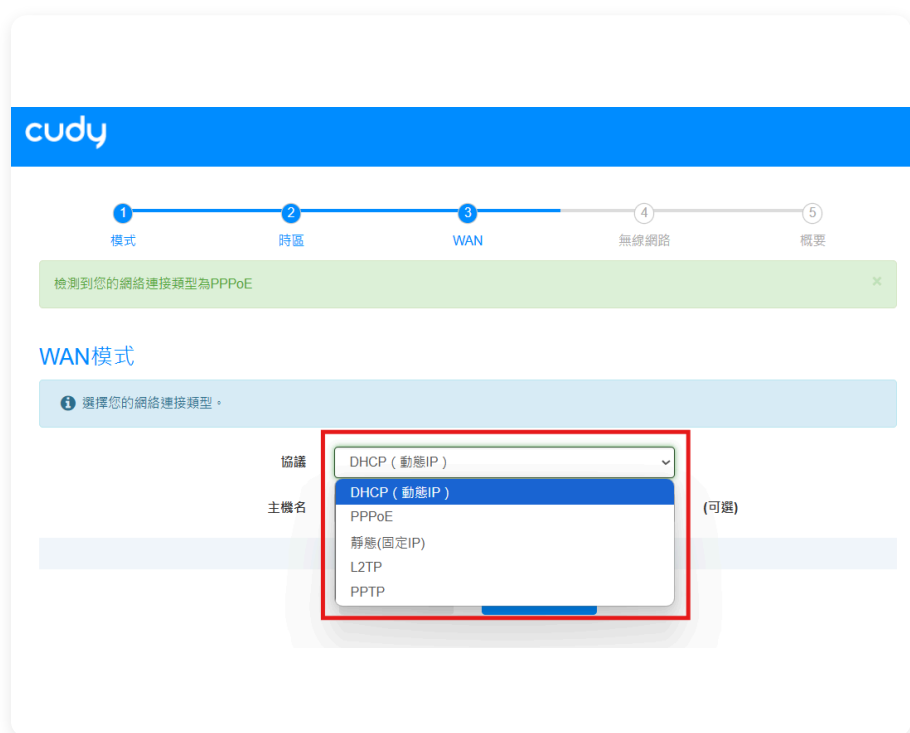 cudy
1 2 3 4 5
模式 時區 WAN 無線網路 概要
檢測到您的網絡連接類型為PPPoE ×
WAN模式
選擇您的網絡連接類型。
協議 DHCP（動態IP）
DHCP（動態IP）
主機名 (可選)
PPPoE
靜態(固定IP)
L2TP
PPTP